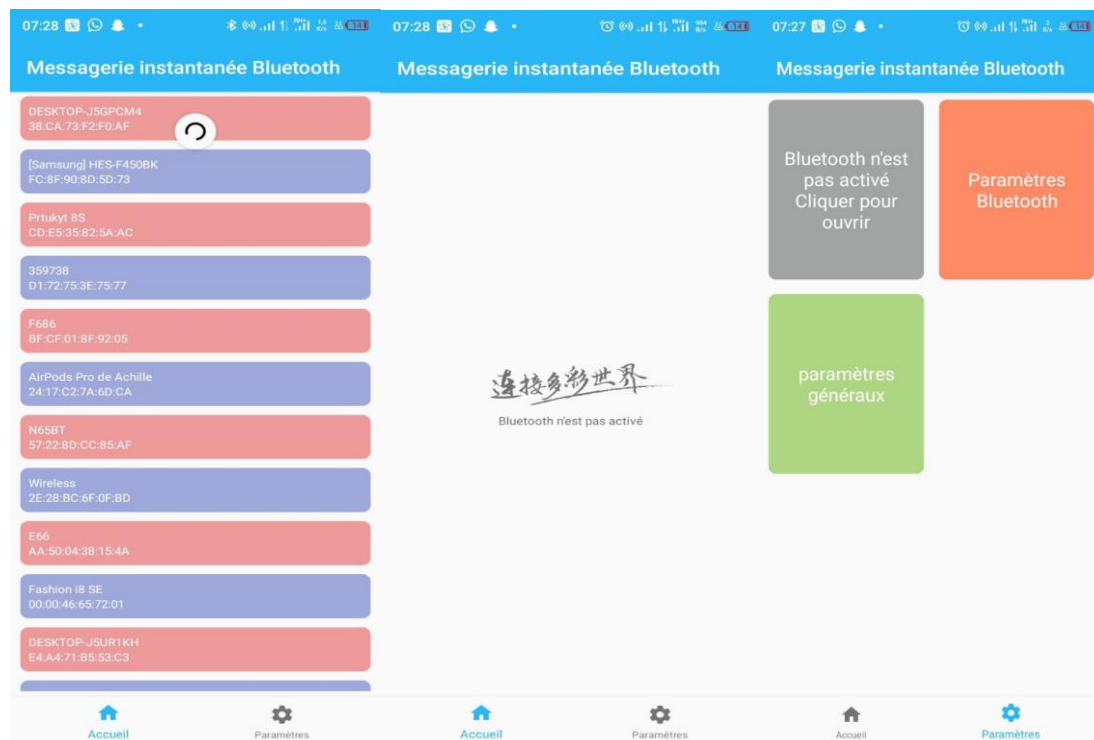 07:28
Messagerie instantanée Bluetooth
DESKTOP-J5GPCM4
38:CA:73:F2:F0:AF
[Samsung] HES-F450BK
FC:8F:90:8D:5D:73
Prtukyt 8S
CD:E5:35:82:5A:AC
359738
D1:72:75:3E:75:77
F686
BF:CF:01:8F:92:05
AirPods Pro de Achille
24:17:C2:7A:6D:CA
N65BT
57:22:8D:CC:85:AF
Wireless
2E:28:BC:6F:0F:BD
E66
AA:50:04:38:15:4A
Fashion i8 SE
00:00:46:65:72:01
DESKTOP-J5UR1KH
E4:A4:71:B5:53:C3
Accueil
Paramètres
07:28
Messagerie instantanée Bluetooth
连接多彩世界
Bluetooth n'est pas activé
Accueil
Paramètres
07:27
Messagerie instantanée Bluetooth
Bluetooth n'est
pas activé
Cliquer pour
ouvrir
Paramètres
Bluetooth
paramètres
généraux
Accueil
Paramètres